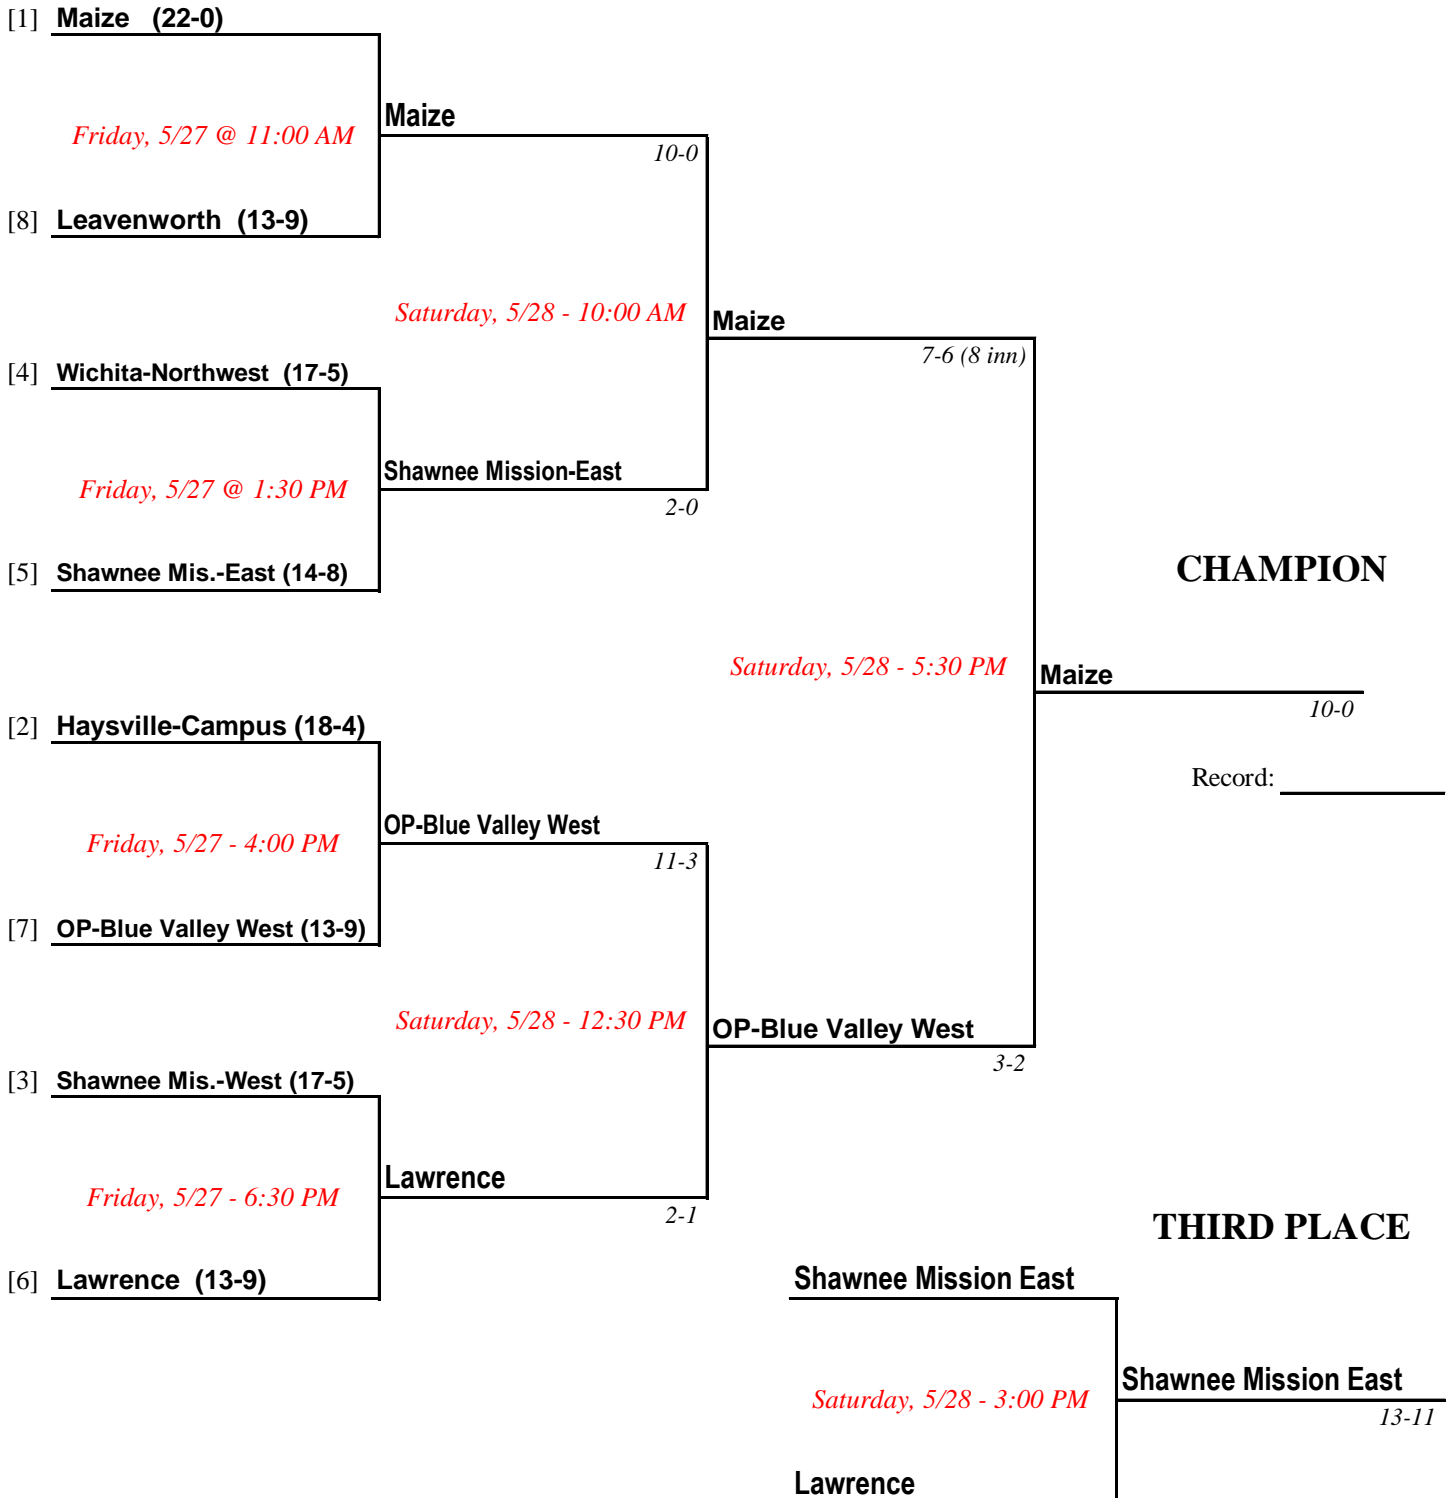 [1] Maize (22-0)
Maize
Friday, 5/27 @ 11:00 AM
10-0
[8] Leavenworth (13-9)
Saturday, 5/28 - 10:00 AM
Maize
7-6 (8 inn)
[4] Wichita-Northwest (17-5)
Shawnee Mission-East
Friday, 5/27 @ 1:30 PM
2-0
[5] Shawnee Mis.-East (14-8)
CHAMPION
Saturday, 5/28 - 5:30 PM
Maize
10-0
[2] Haysville-Campus (18-4)
Record:
OP-Blue Valley West
Friday, 5/27 - 4:00 PM
11-3
[7] OP-Blue Valley West (13-9)
Saturday, 5/28 - 12:30 PM
OP-Blue Valley West
3-2
[3] Shawnee Mis.-West (17-5)
Lawrence
Friday, 5/27 - 6:30 PM
2-1
THIRD PLACE
[6] Lawrence (13-9)
Shawnee Mission East
Shawnee Mission East
Saturday, 5/28 - 3:00 PM
13-11
Lawrence